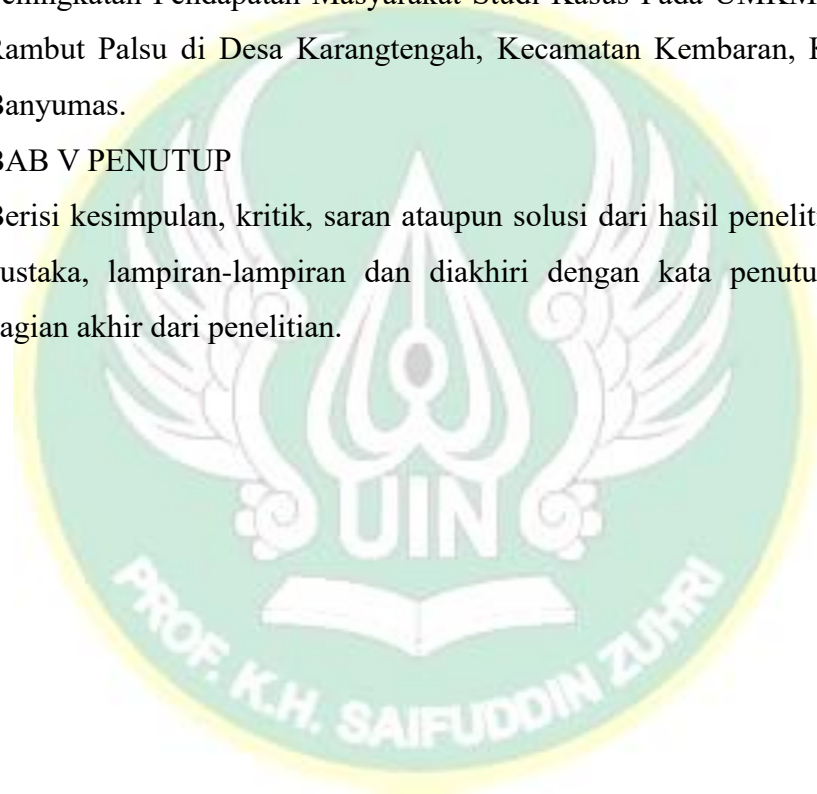 Peningkatan Pendapatan Masyarakat Studi Kasus Pada UMKM
Rambut Palsu di Desa Karangtengah, Kecamatan Kembaran,
Banyumas.
BAB V PENUTUP
Berisi kesimpulan, kritik, saran ataupun solusi dari hasil
pustaka, lampiran-lampiran dan diakhiri dengan kata
bagian akhir dari penelitian.
UIN
PROF. K.H. SAIFUDDIN ZUHRI